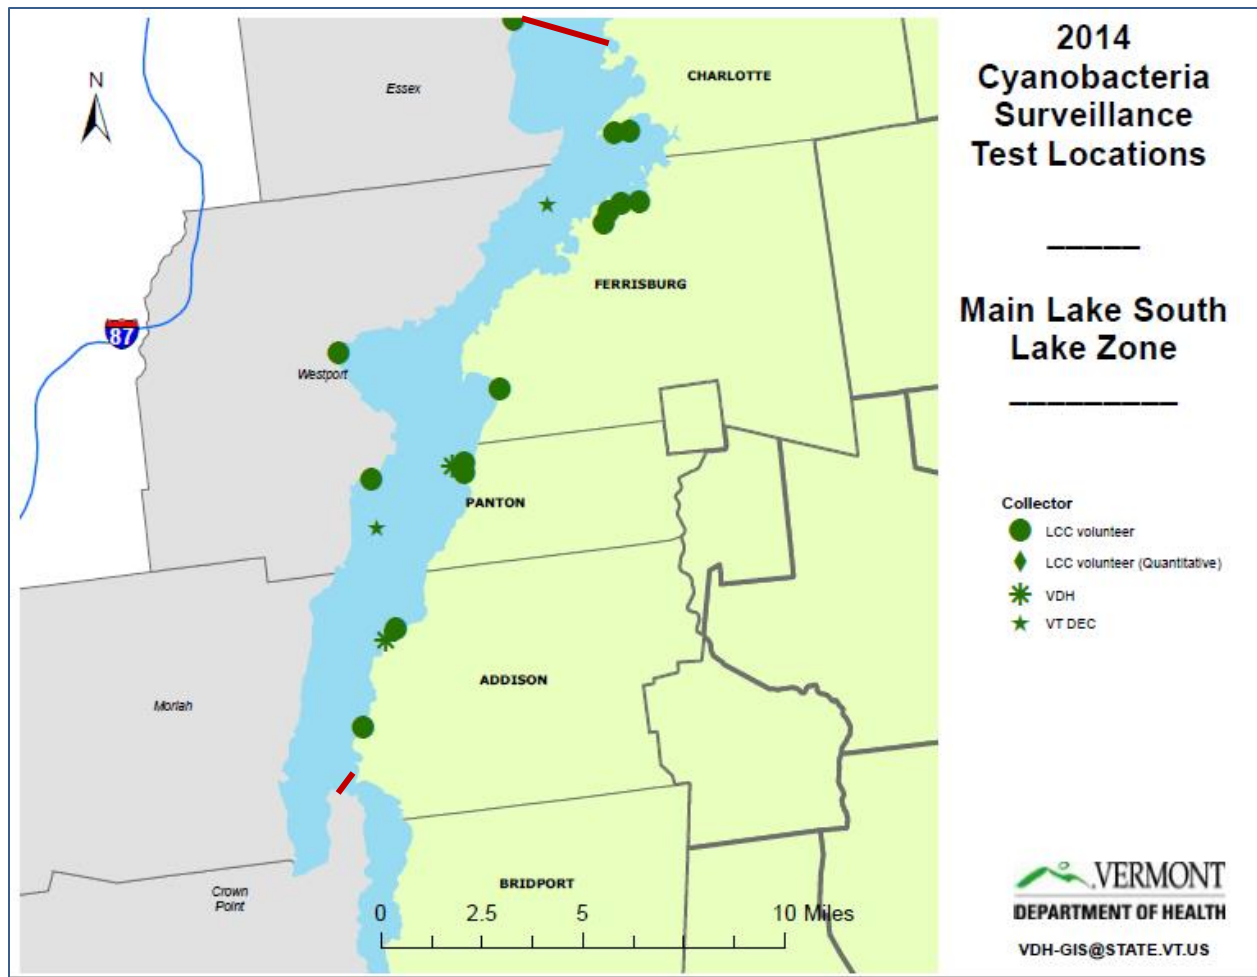 2014
Cyanobacteria
Surveillance
Test Locations
Main Lake South
Lake Zone
N
Essex
CHARLOTTE
FERRISBURG
87
Westport
PANTON
ADDISON
Moriah
BRIDPORT
Crown
Point
0 2.5 5 10 Miles
Collector
LCC volunteer
LCC volunteer (Quantitative)
VDH
VT DEC
VERMONT
DEPARTMENT OF HEALTH
VDH-GIS@STATE.VT.US